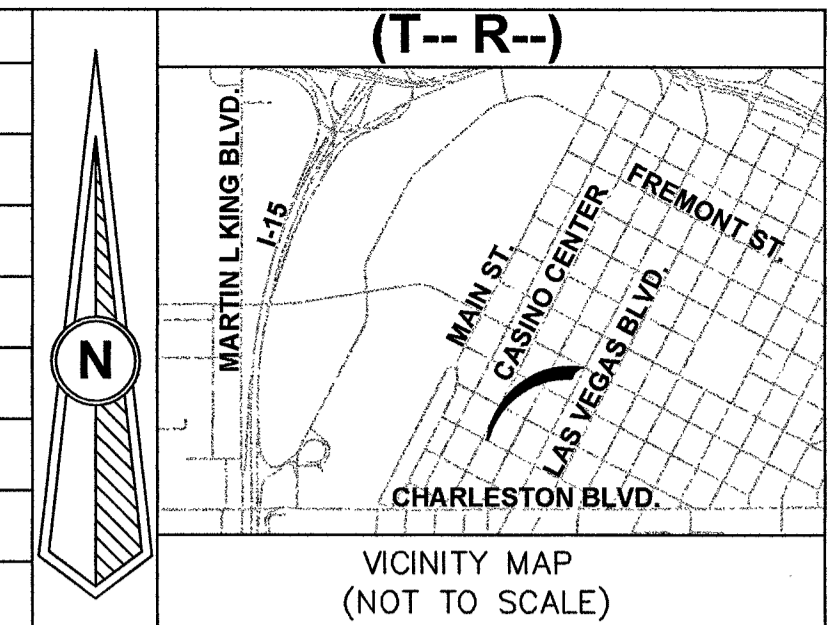 (T-- R--)
N
MARTIN L KING BLVD.
I-15
MAIN ST.
CASINO CENTER
FREMONT ST.
LAS VEGAS BLVD.
CHARLESTON BLVD.
VICINITY MAP
(NOT TO SCALE)